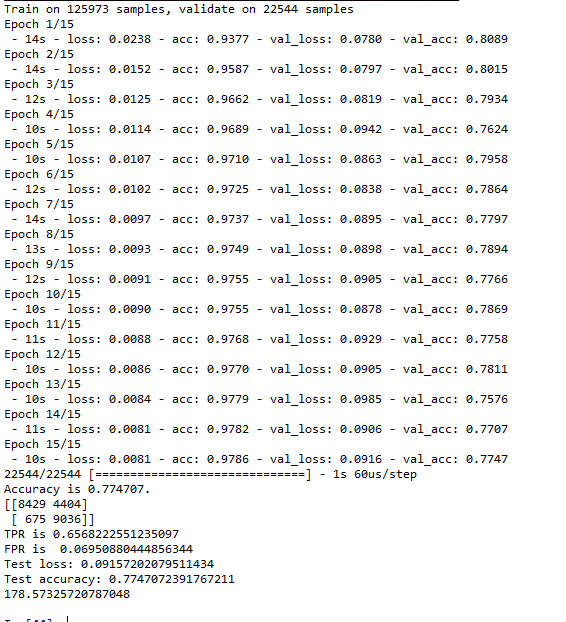 Train on 125973 samples, validate on 22544 samples
Epoch 1/15
 - 14s - loss: 0.0238 - acc: 0.9377 - val_loss: 0.0780 - val_acc: 0.8089
Epoch 2/15
 - 14s - loss: 0.0152 - acc: 0.9587 - val_loss: 0.0797 - val_acc: 0.8015
Epoch 3/15
 - 12s - loss: 0.0125 - acc: 0.9662 - val_loss: 0.0819 - val_acc: 0.7934
Epoch 4/15
 - 10s - loss: 0.0114 - acc: 0.9689 - val_loss: 0.0942 - val_acc: 0.7624
Epoch 5/15
 - 10s - loss: 0.0107 - acc: 0.9710 - val_loss: 0.0863 - val_acc: 0.7958
Epoch 6/15
 - 12s - loss: 0.0102 - acc: 0.9725 - val_loss: 0.0838 - val_acc: 0.7864
Epoch 7/15
 - 14s - loss: 0.0097 - acc: 0.9737 - val_loss: 0.0895 - val_acc: 0.7797
Epoch 8/15
 - 13s - loss: 0.0093 - acc: 0.9749 - val_loss: 0.0898 - val_acc: 0.7894
Epoch 9/15
 - 12s - loss: 0.0091 - acc: 0.9755 - val_loss: 0.0905 - val_acc: 0.7766
Epoch 10/15
 - 10s - loss: 0.0090 - acc: 0.9755 - val_loss: 0.0878 - val_acc: 0.7869
Epoch 11/15
 - 11s - loss: 0.0088 - acc: 0.9768 - val_loss: 0.0929 - val_acc: 0.7758
Epoch 12/15
 - 10s - loss: 0.0086 - acc: 0.9770 - val_loss: 0.0905 - val_acc: 0.7811
Epoch 13/15
 - 10s - loss: 0.0084 - acc: 0.9779 - val_loss: 0.0985 - val_acc: 0.7576
Epoch 14/15
 - 11s - loss: 0.0081 - acc: 0.9782 - val_loss: 0.0906 - val_acc: 0.7707
Epoch 15/15
 - 10s - loss: 0.0081 - acc: 0.9786 - val_loss: 0.0916 - val_acc: 0.7747
22544/22544 [==============================] - 1s 60us/step
Accuracy is 0.774707.
[[8429 4404]
 [ 675 9036]]
TPR is 0.6568222551235097
FPR is  0.06950880444856344
Test loss: 0.09157202079511434
Test accuracy: 0.7747072391767211
178.57325720787048